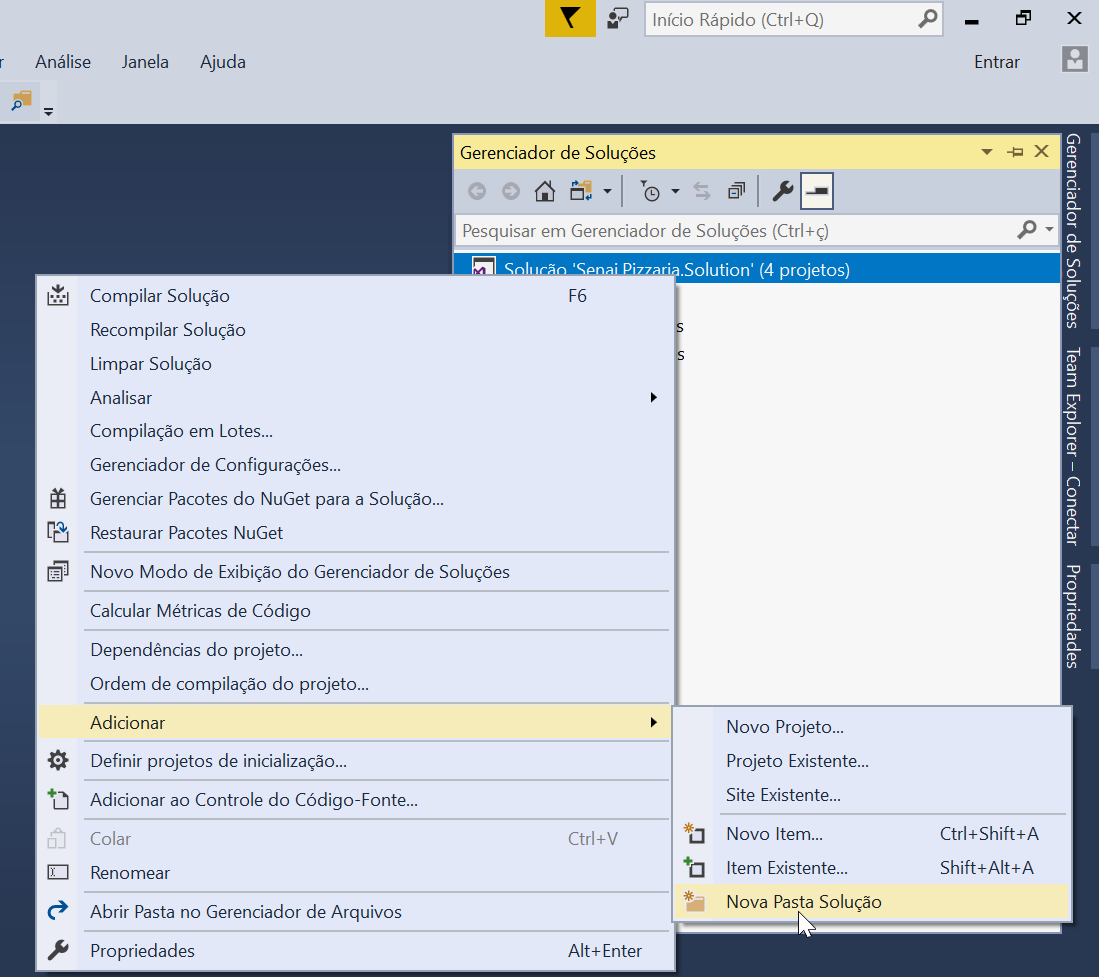 Início Rápido (Ctrl+Q)
r Análise Janela Ajuda Entrar
Gerenciador de Soluções
Pesquisar em Gerenciador de Soluções (Ctrl+ç)
Solução 'Senai.Pizzaria.Solution' (4 projetos)
s
s
Compilar Solução F6
Recompilar Solução
Limpar Solução
Analisar
Compilação em Lotes...
Gerenciador de Configurações...
Gerenciar Pacotes do NuGet para a Solução...
Restaurar Pacotes NuGet
Novo Modo de Exibição do Gerenciador de Soluções
Calcular Métricas de Código
Dependências do projeto...
Ordem de compilação do projeto...
Adicionar
Definir projetos de inicialização...
Adicionar ao Controle do Código-Fonte...
Colar Ctrl+V
Renomear
Abrir Pasta no Gerenciador de Arquivos
Propriedades Alt+Enter
Novo Projeto...
Projeto Existente...
Site Existente...
Novo Item... Ctrl+Shift+A
Item Existente... Shift+Alt+A
Nova Pasta Solução
Gerenciador de Soluções
Team Explorer – Conectar
Propriedades